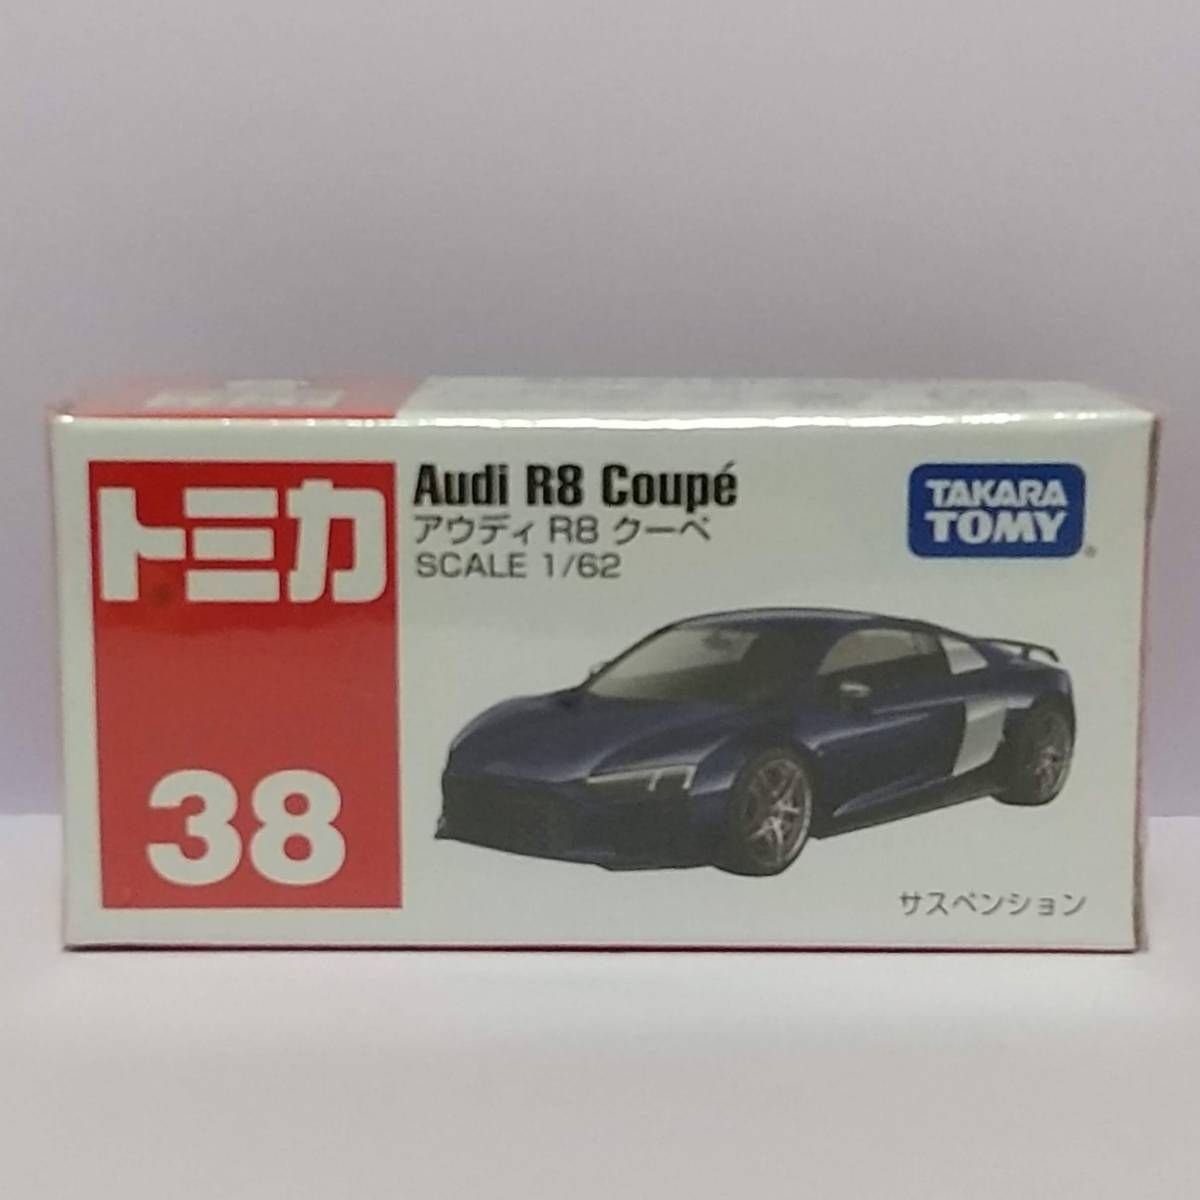 トミカ
38
Audi R8 Coupé
アウディ R8 クーペ
SCALE 1/62
TAKARA
TOMY
®
サスペンション